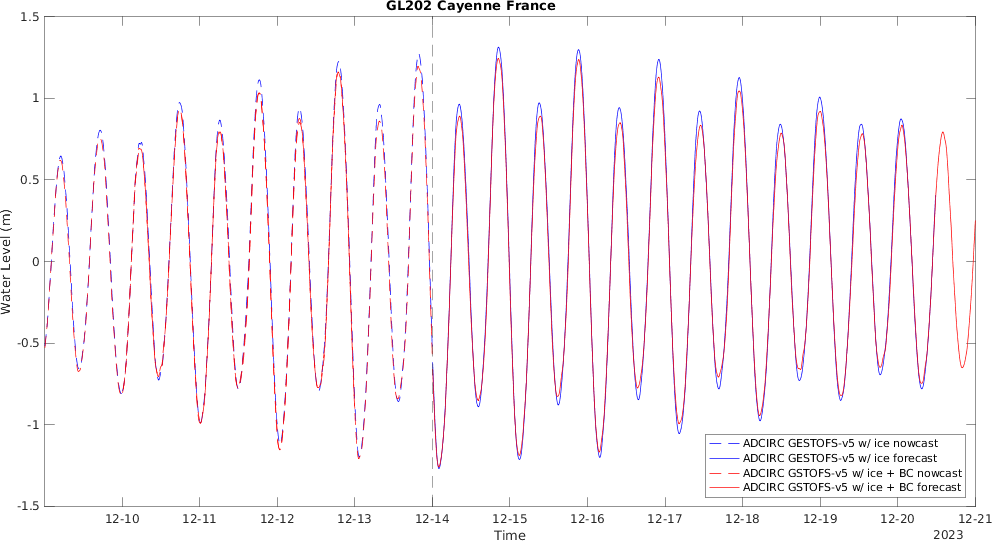 GL202 Cayenne France
1.5
1
0.5
0
-0.5
-1
-1.5
Water Level (m)
12-10 12-11 12-12 12-13 12-14 12-15 12-16 12-17 12-18 12-19 12-20 12-21
Time
2023
ADCIRC GESTOFS-v5 w/ ice nowcast
ADCIRC GESTOFS-v5 w/ ice forecast
ADCIRC GSTOFS-v5 w/ ice + BC nowcast
ADCIRC GSTOFS-v5 w/ ice + BC forecast